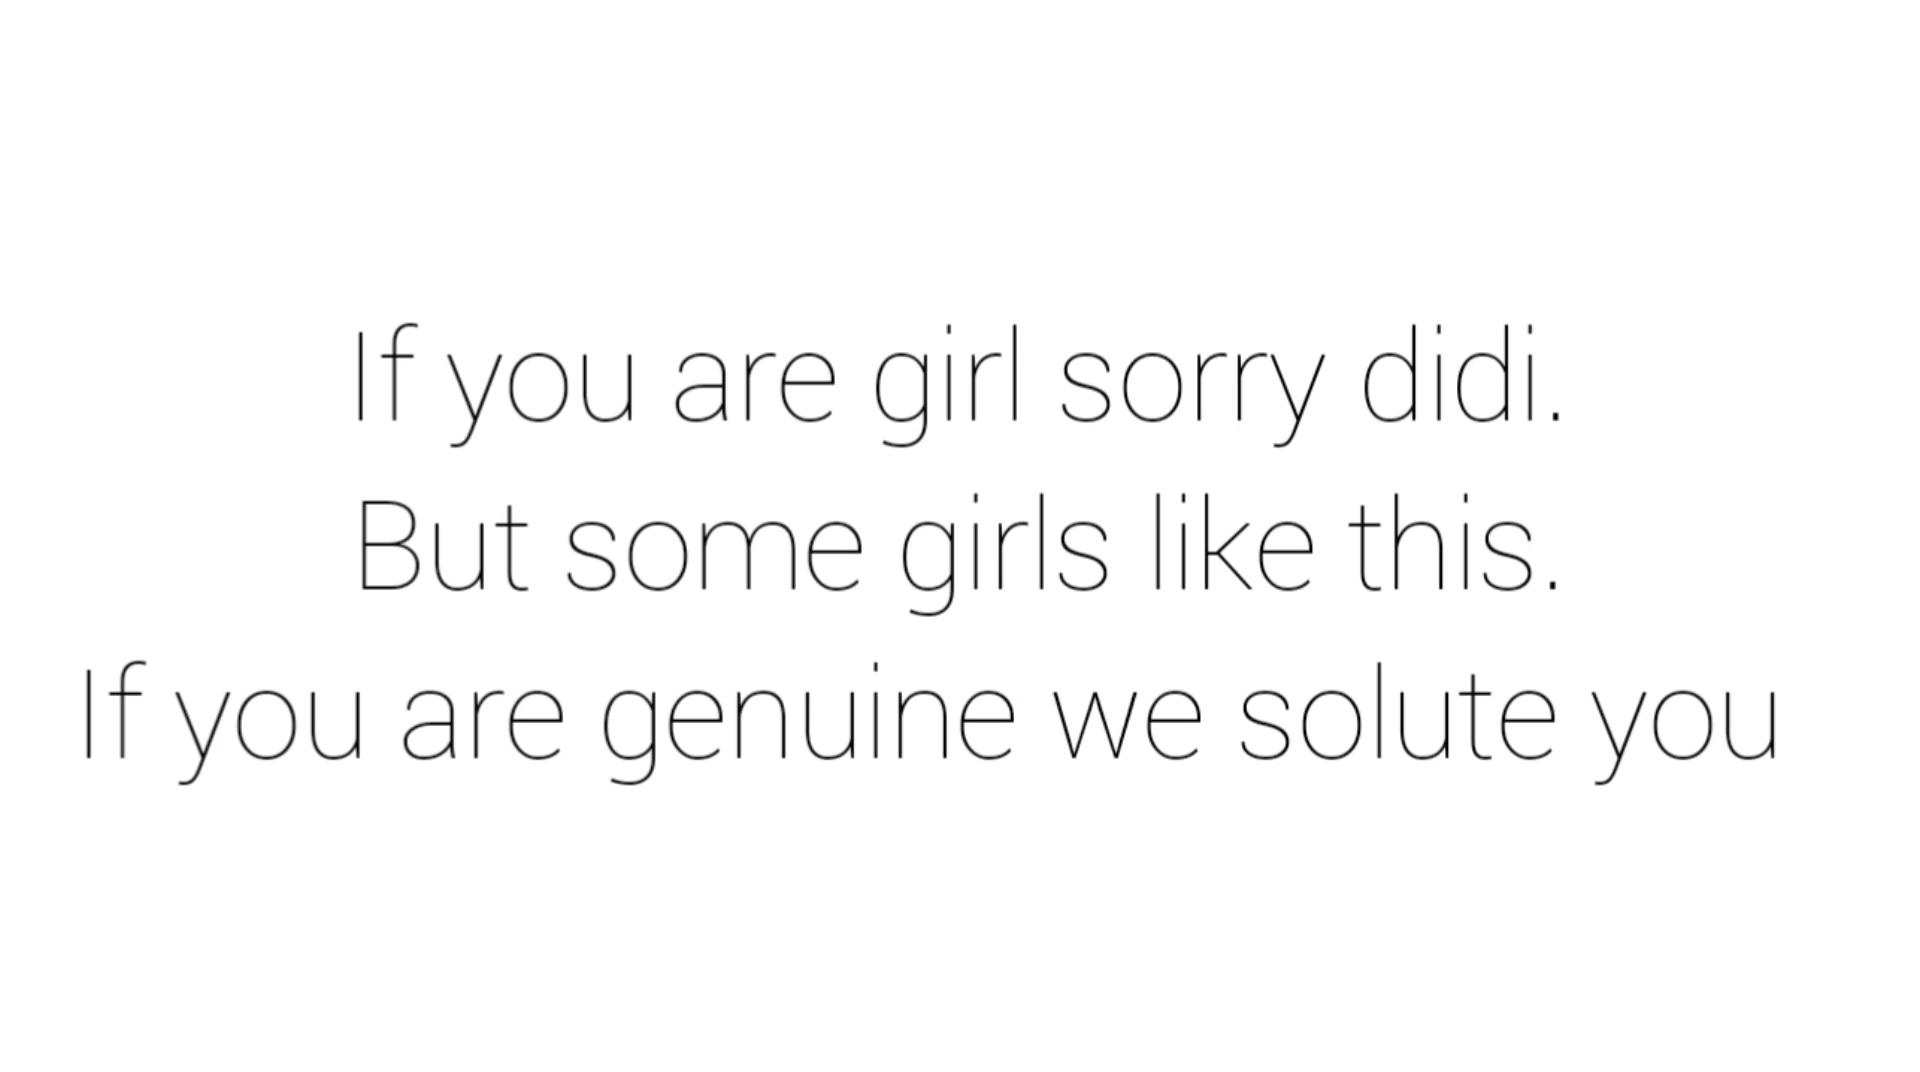 If you are girl sorry didi.
But some girls like this.
If you are genuine we solute you